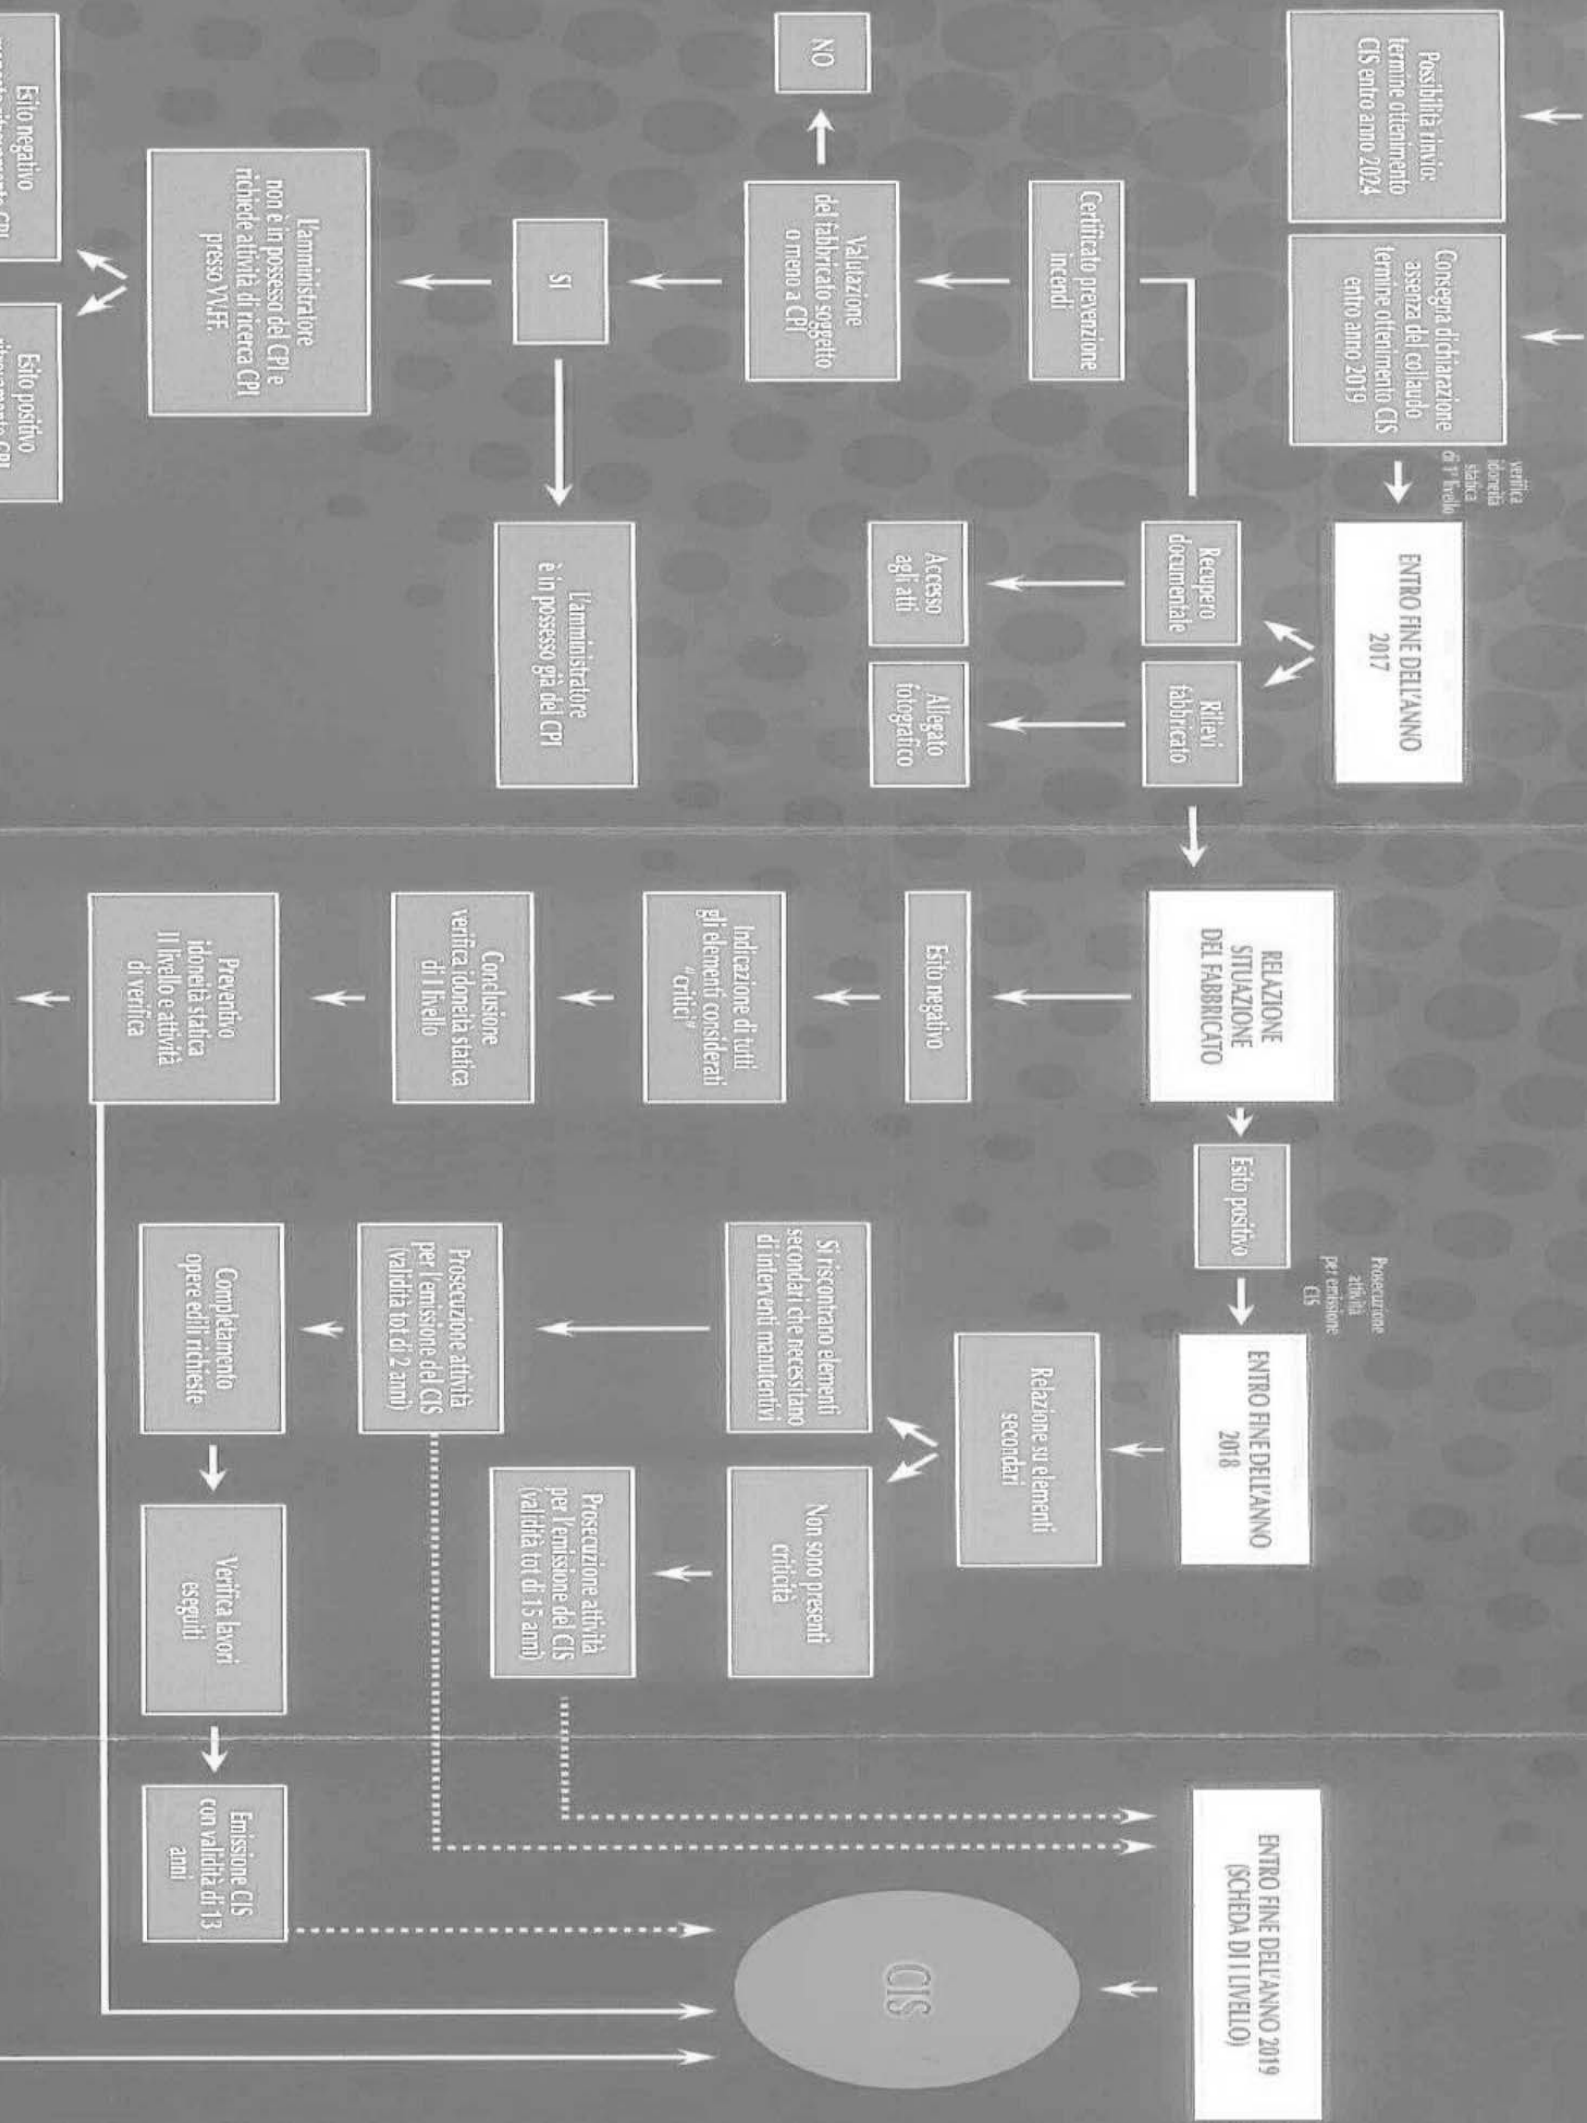 Possibilità rinvio:
termine ottenimento
CIS entro anno 2024
Consegna dichiarazione
assenza del collaudo
termine ottenimento CIS
entro anno 2019
verifica
idoneità
statica
di 1° livello
ENTRO FINE DELL'ANNO
2017
Recupero
documentale
Rilievi
fabbricato
Accesso
agli atti
Allegato
fotografico
Certificato prevenzione
incendi
Valutazione
del fabbricato soggetto
o meno a CPI
NO
SI
L'amministratore
è in possesso già del CPI
L'amministratore
non è in possesso del CPI e
richiede attività di ricerca CPI
presso VV.FF.
Esito negativo
Esito positivo
RELAZIONE
SITUAZIONE
DEL FABBRICATO
Esito negativo
Indicazione di tutti
gli elementi considerati
"critici"
Conclusione
verifica idoneità statica
di I livello
Preventivo
idoneità statica
II livello e attività
di verifica
Esito positivo
Prosecuzione
attività
per emissione
CIS
ENTRO FINE DELL'ANNO
2018
Relazione su elementi
secondari
Si riscontrano elementi
secondari che necessitano
di interventi manutentivi
Non sono presenti
criticità
Prosecuzione attività
per l'emissione del CIS
(validità tot di 2 anni)
Prosecuzione attività
per l'emissione del CIS
(validità tot di 15 anni)
Completamento
opere edili richieste
Verifica lavori
eseguiti
Emissione CIS
con validità di 13
anni
ENTRO FINE DELL'ANNO 2019
(SCHEDA DI I LIVELLO)
CIS